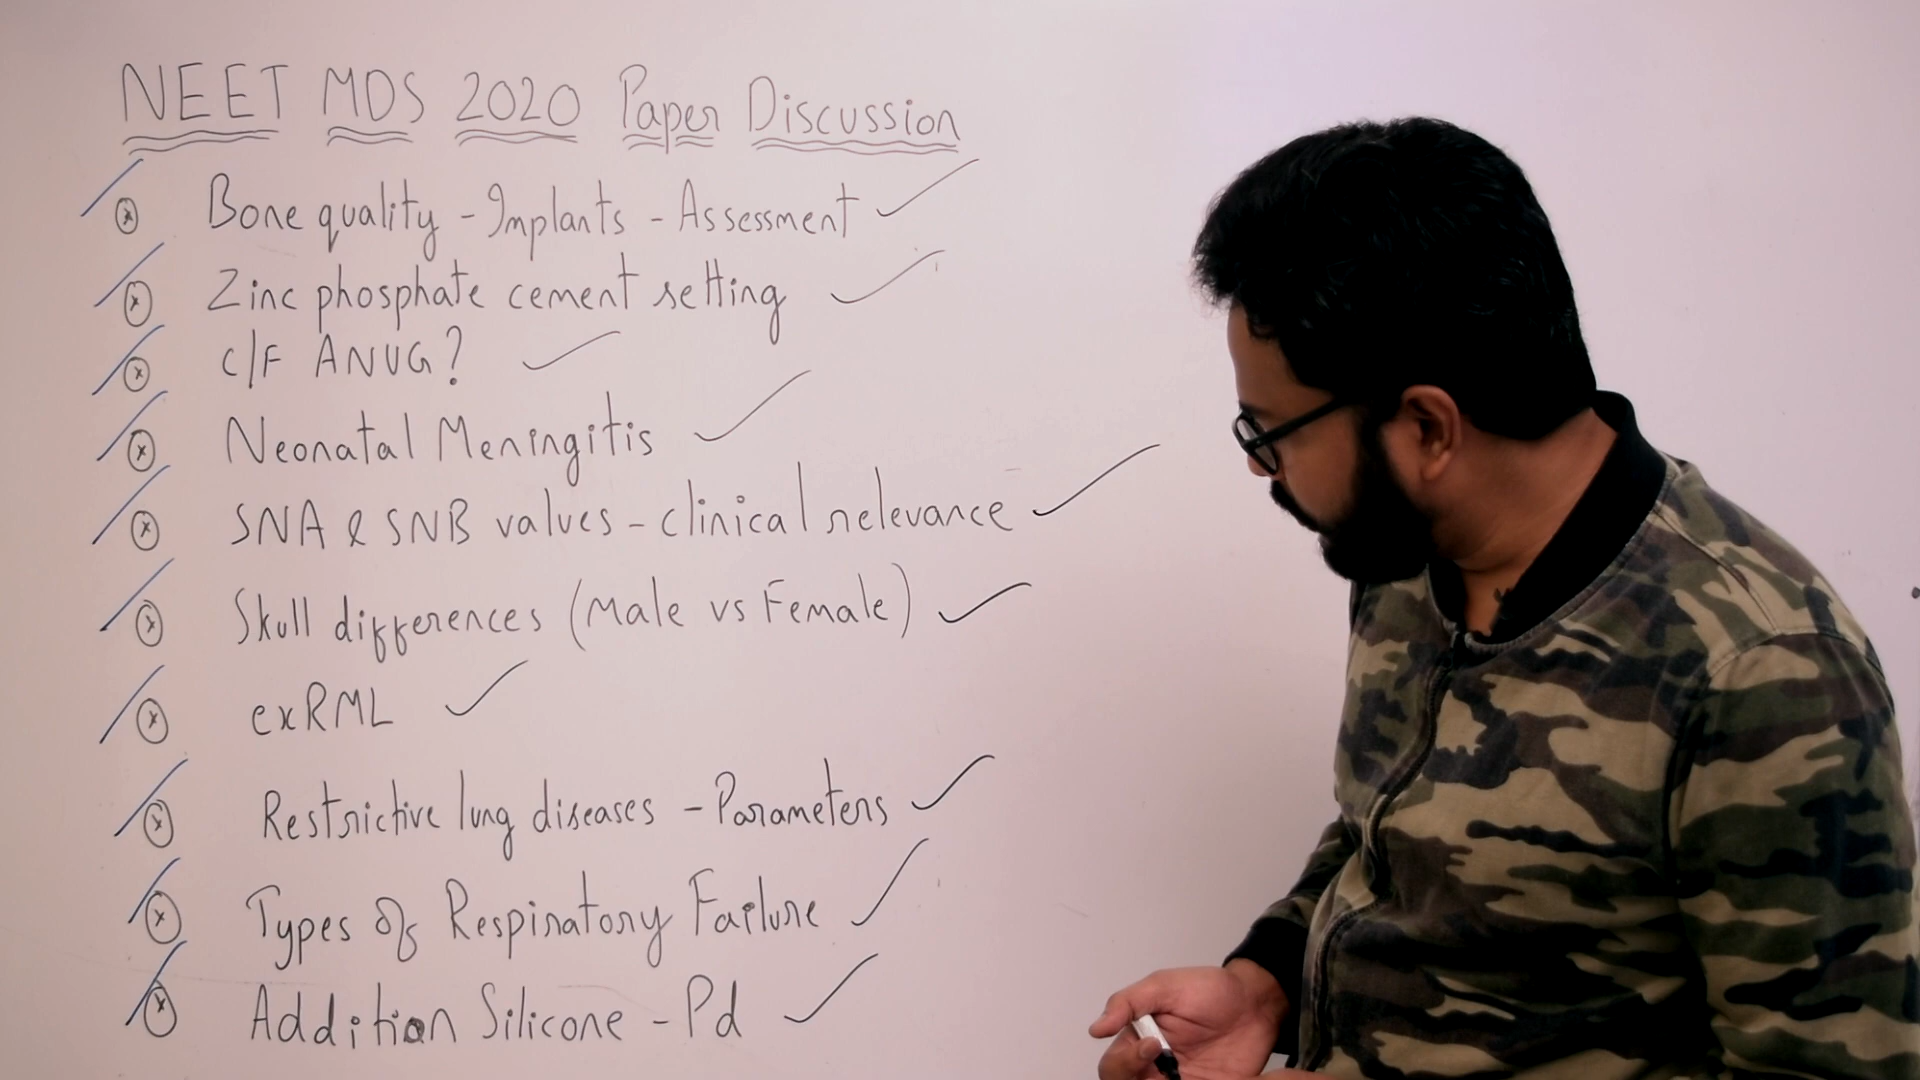 NEET MDS 2020 Paper Discussion
Bone quality - Implants - Assessment
Zinc phosphate cement setting
C/F ANUG?
Neonatal Meningitis
SNA & SNB values - clinical relevance
Skull differences (Male vs Female)
exRML
Restrictive lung diseases - Parameters
Types of Respiratory Failure
Addition Silicone - Pd